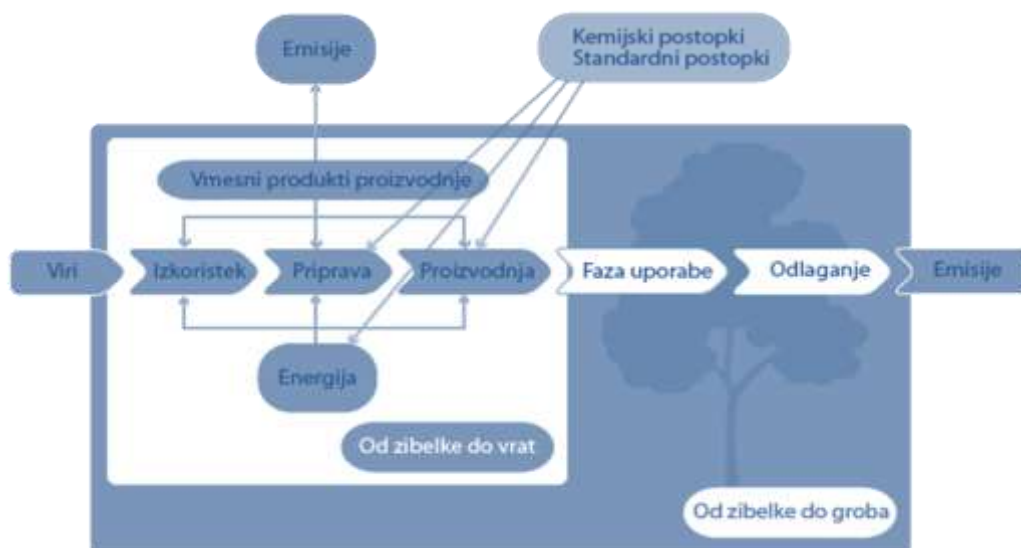 Emisije
Kemijski postopki
Standardni postopki
Vmesni produkti proizvodnje
Viri
Izkoristek
Priprava
Proizvodnja
Faza uporabe
Odlaganje
Emisije
Energija
Od zibelke do vrat
Od zibelke do groba